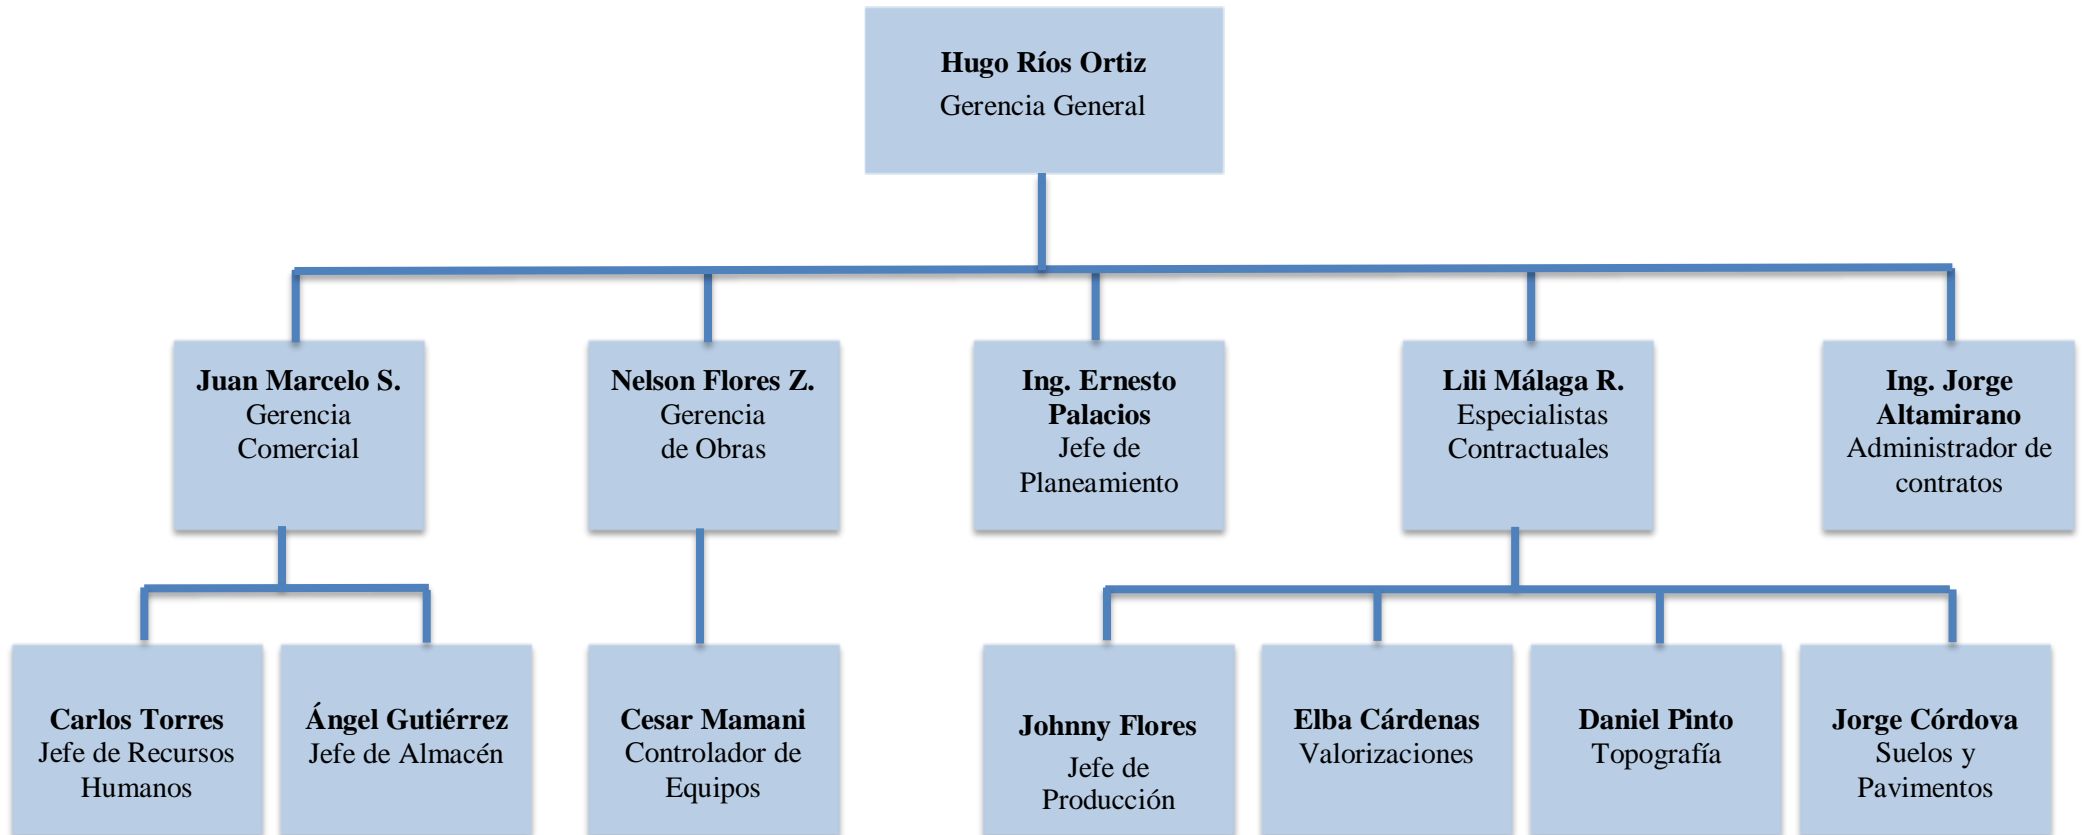 Hugo Ríos Ortiz
Gerencia General
Juan Marcelo S.
Gerencia
Comercial
Nelson Flores Z.
Gerencia
de Obras
Ing. Ernesto
Palacios
Jefe de
Planeamiento
Lili Málaga R.
Especialistas
Contractuales
Ing. Jorge
Altamirano
Administrador de
contratos
Carlos Torres
Jefe de Recursos
Humanos
Ángel Gutiérrez
Jefe de Almacén
Cesar Mamani
Controlador de
Equipos
Johnny Flores
Jefe de
Producción
Elba Cárdenas
Valorizaciones
Daniel Pinto
Topografía
Jorge Córdova
Suelos y
Pavimentos